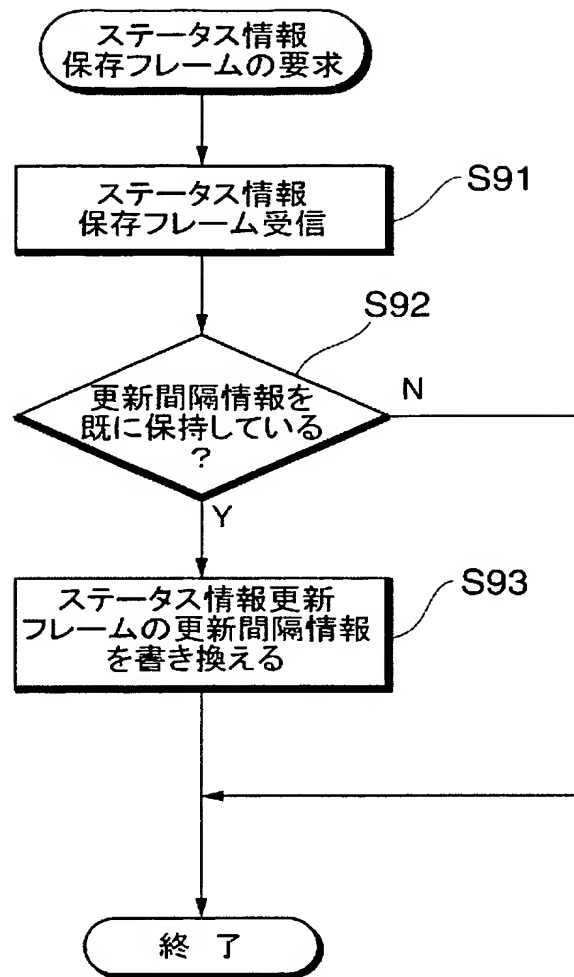 ステータス情報
保存フレームの要求
ステータス情報
保存フレーム受信
S91
S92
更新間隔情報を
既に保持している
?
N
Y
ステータス情報更新
フレームの更新間隔情報
を書き換える
S93
終 了